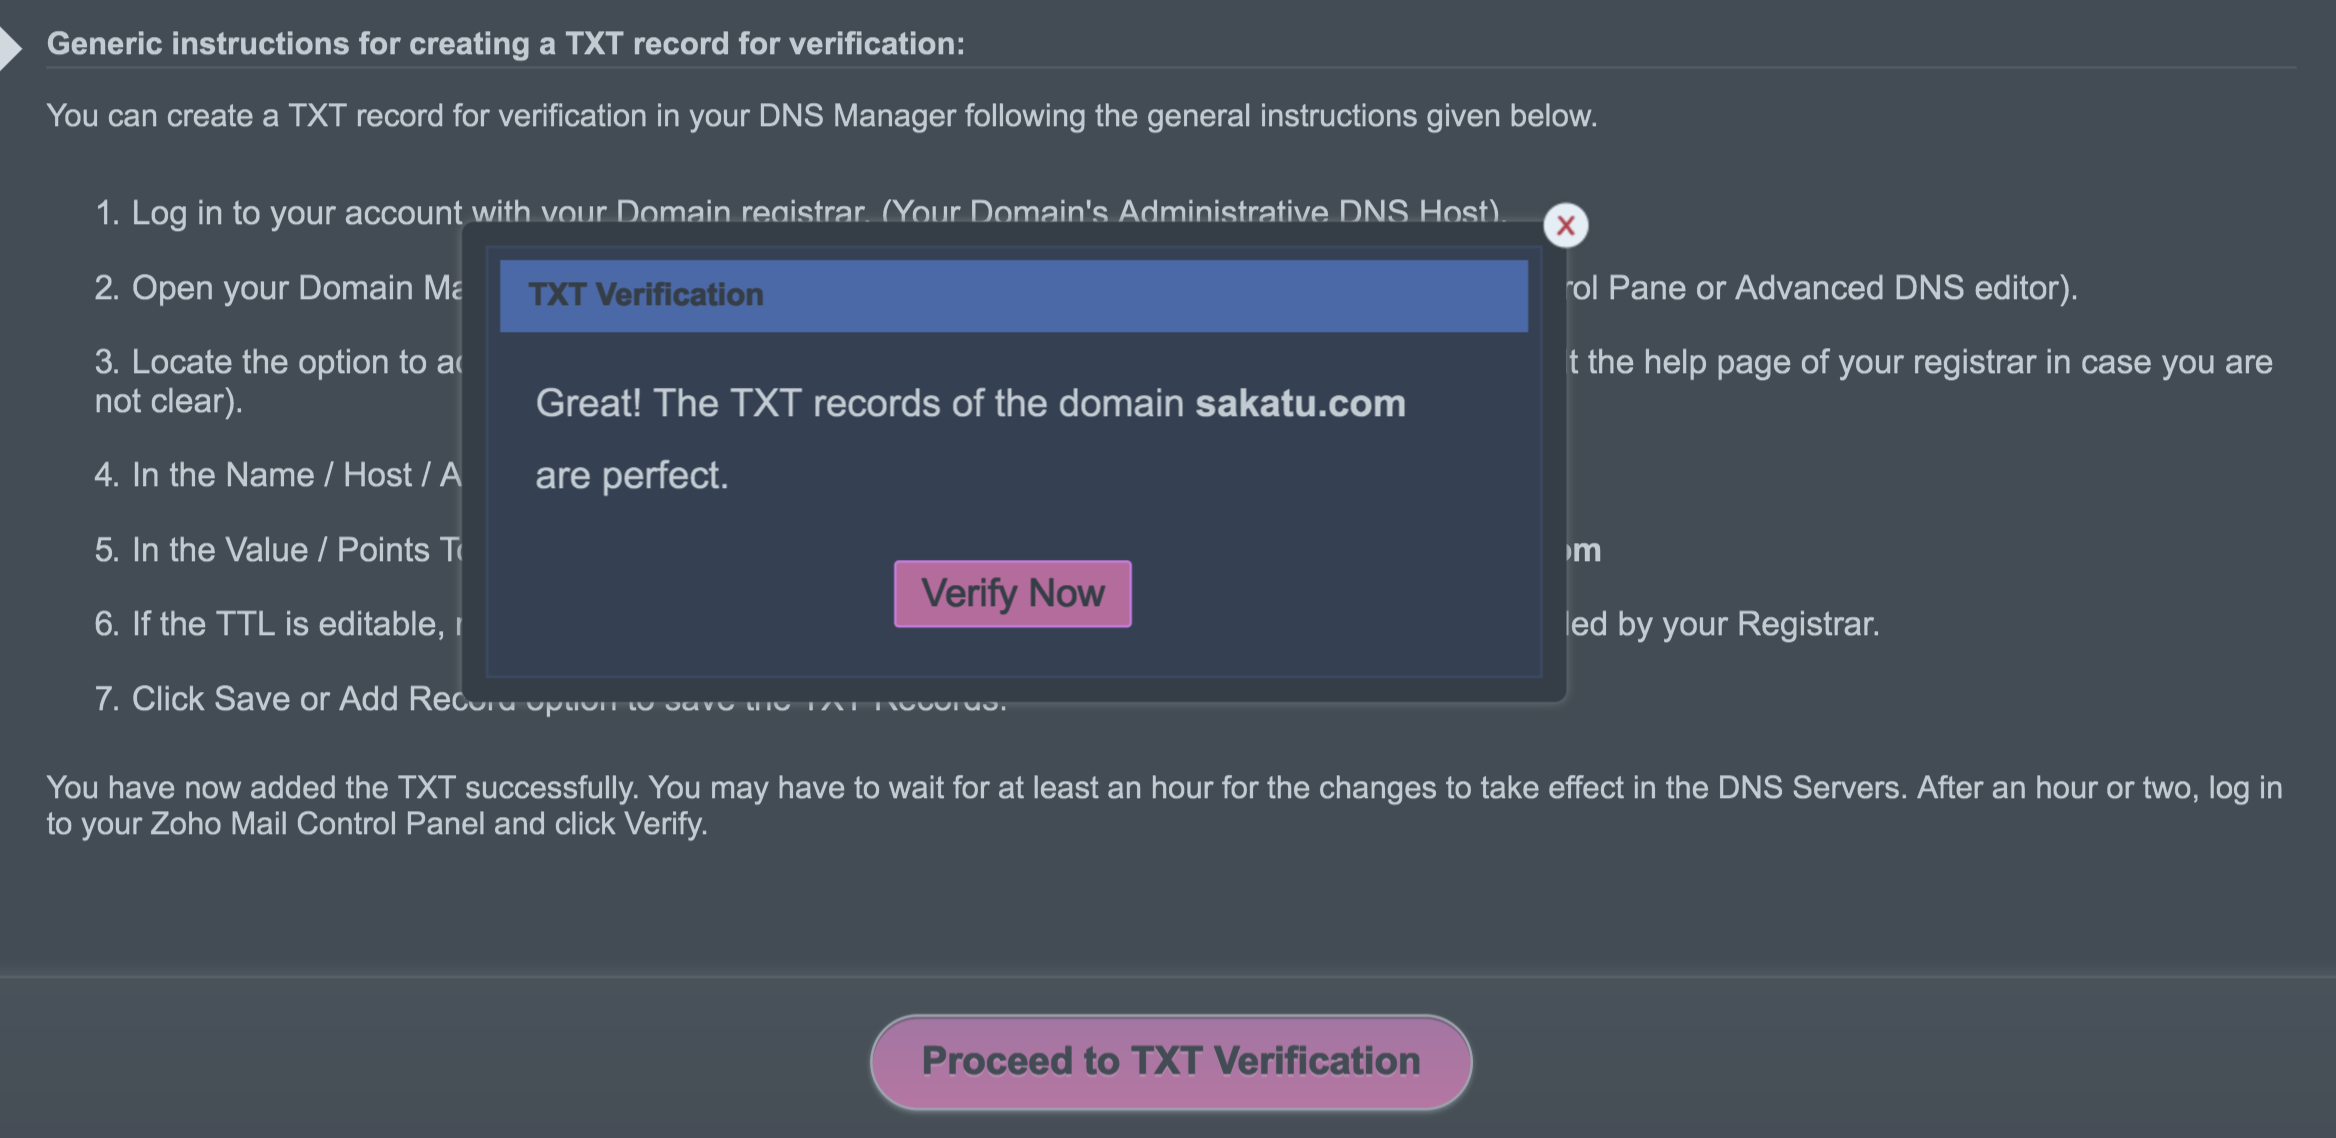 Generic instructions for creating a TXT record for verification:
You can create a TXT record for verification in your DNS Manager following the general instructions given below.
1. Log in to your account with your Domain registrar. (Your Domain's Administrative DNS Host).
2. Open your Domain
rol Pane or Advanced DNS editor).
3. Locate the option to
t the help page of your registrar in case you are
not clear).
4. In the Name / Host / A
5. In the Value / Points
om
6. If the TTL is editable,
led by your Registrar.
7. Click Save or Add Record option to save the TXT Records.
TXT Verification
X
Great! The TXT records of the domain sakatu.com
are perfect.
Verify Now
You have now added the TXT successfully. You may have to wait for at least an hour for the changes to take effect in the DNS Servers. After an hour or two, log in
to your Zoho Mail Control Panel and click Verify.
Proceed to TXT Verification